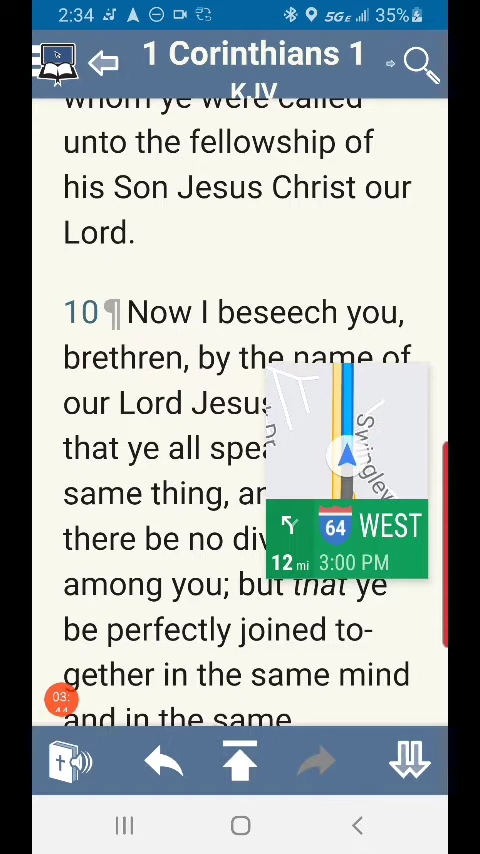 2:34 5GE 35%
1 Corinthians 1
KJV
whom ye were called
unto the fellowship of
his Son Jesus Christ our
Lord.
10 ¶ Now I beseech you,
brethren, by the name of
our Lord Jesus
that ye all spea
same thing, an
there be no div
among you; but that ye
be perfectly joined to-
gether in the same mind
and in the same
Dr
Swingley
64 WEST
12 mi 3:00 PM
03:
44